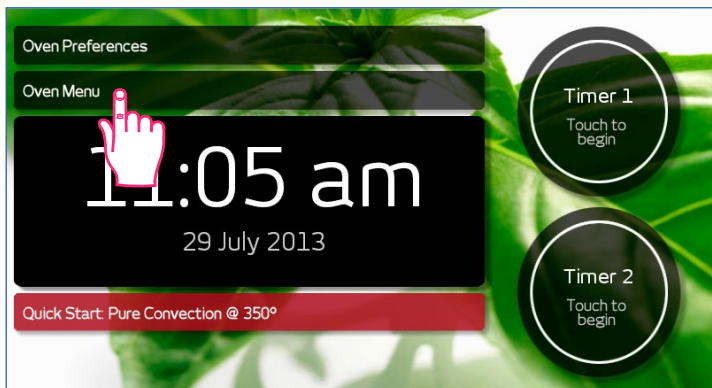 Oven Preferences
Oven Menu
11:05 am
29 July 2013
Quick Start: Pure Convection @ 350º
Timer 1
Touch to
begin
Timer 2
Touch to
begin